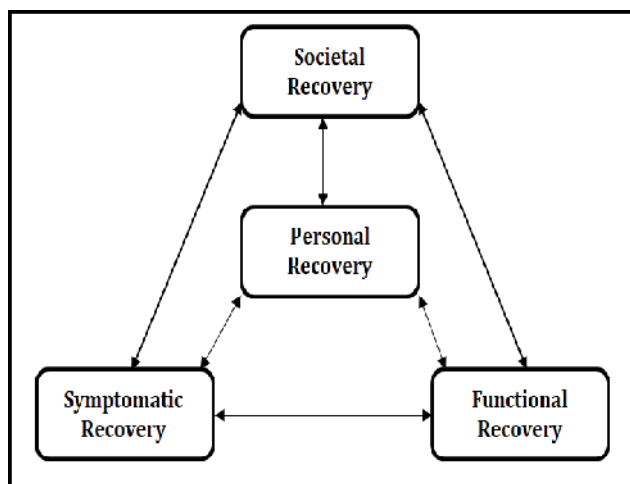 Societal
Recovery
Personal
Recovery
Symptomatic
Recovery
Functional
Recovery